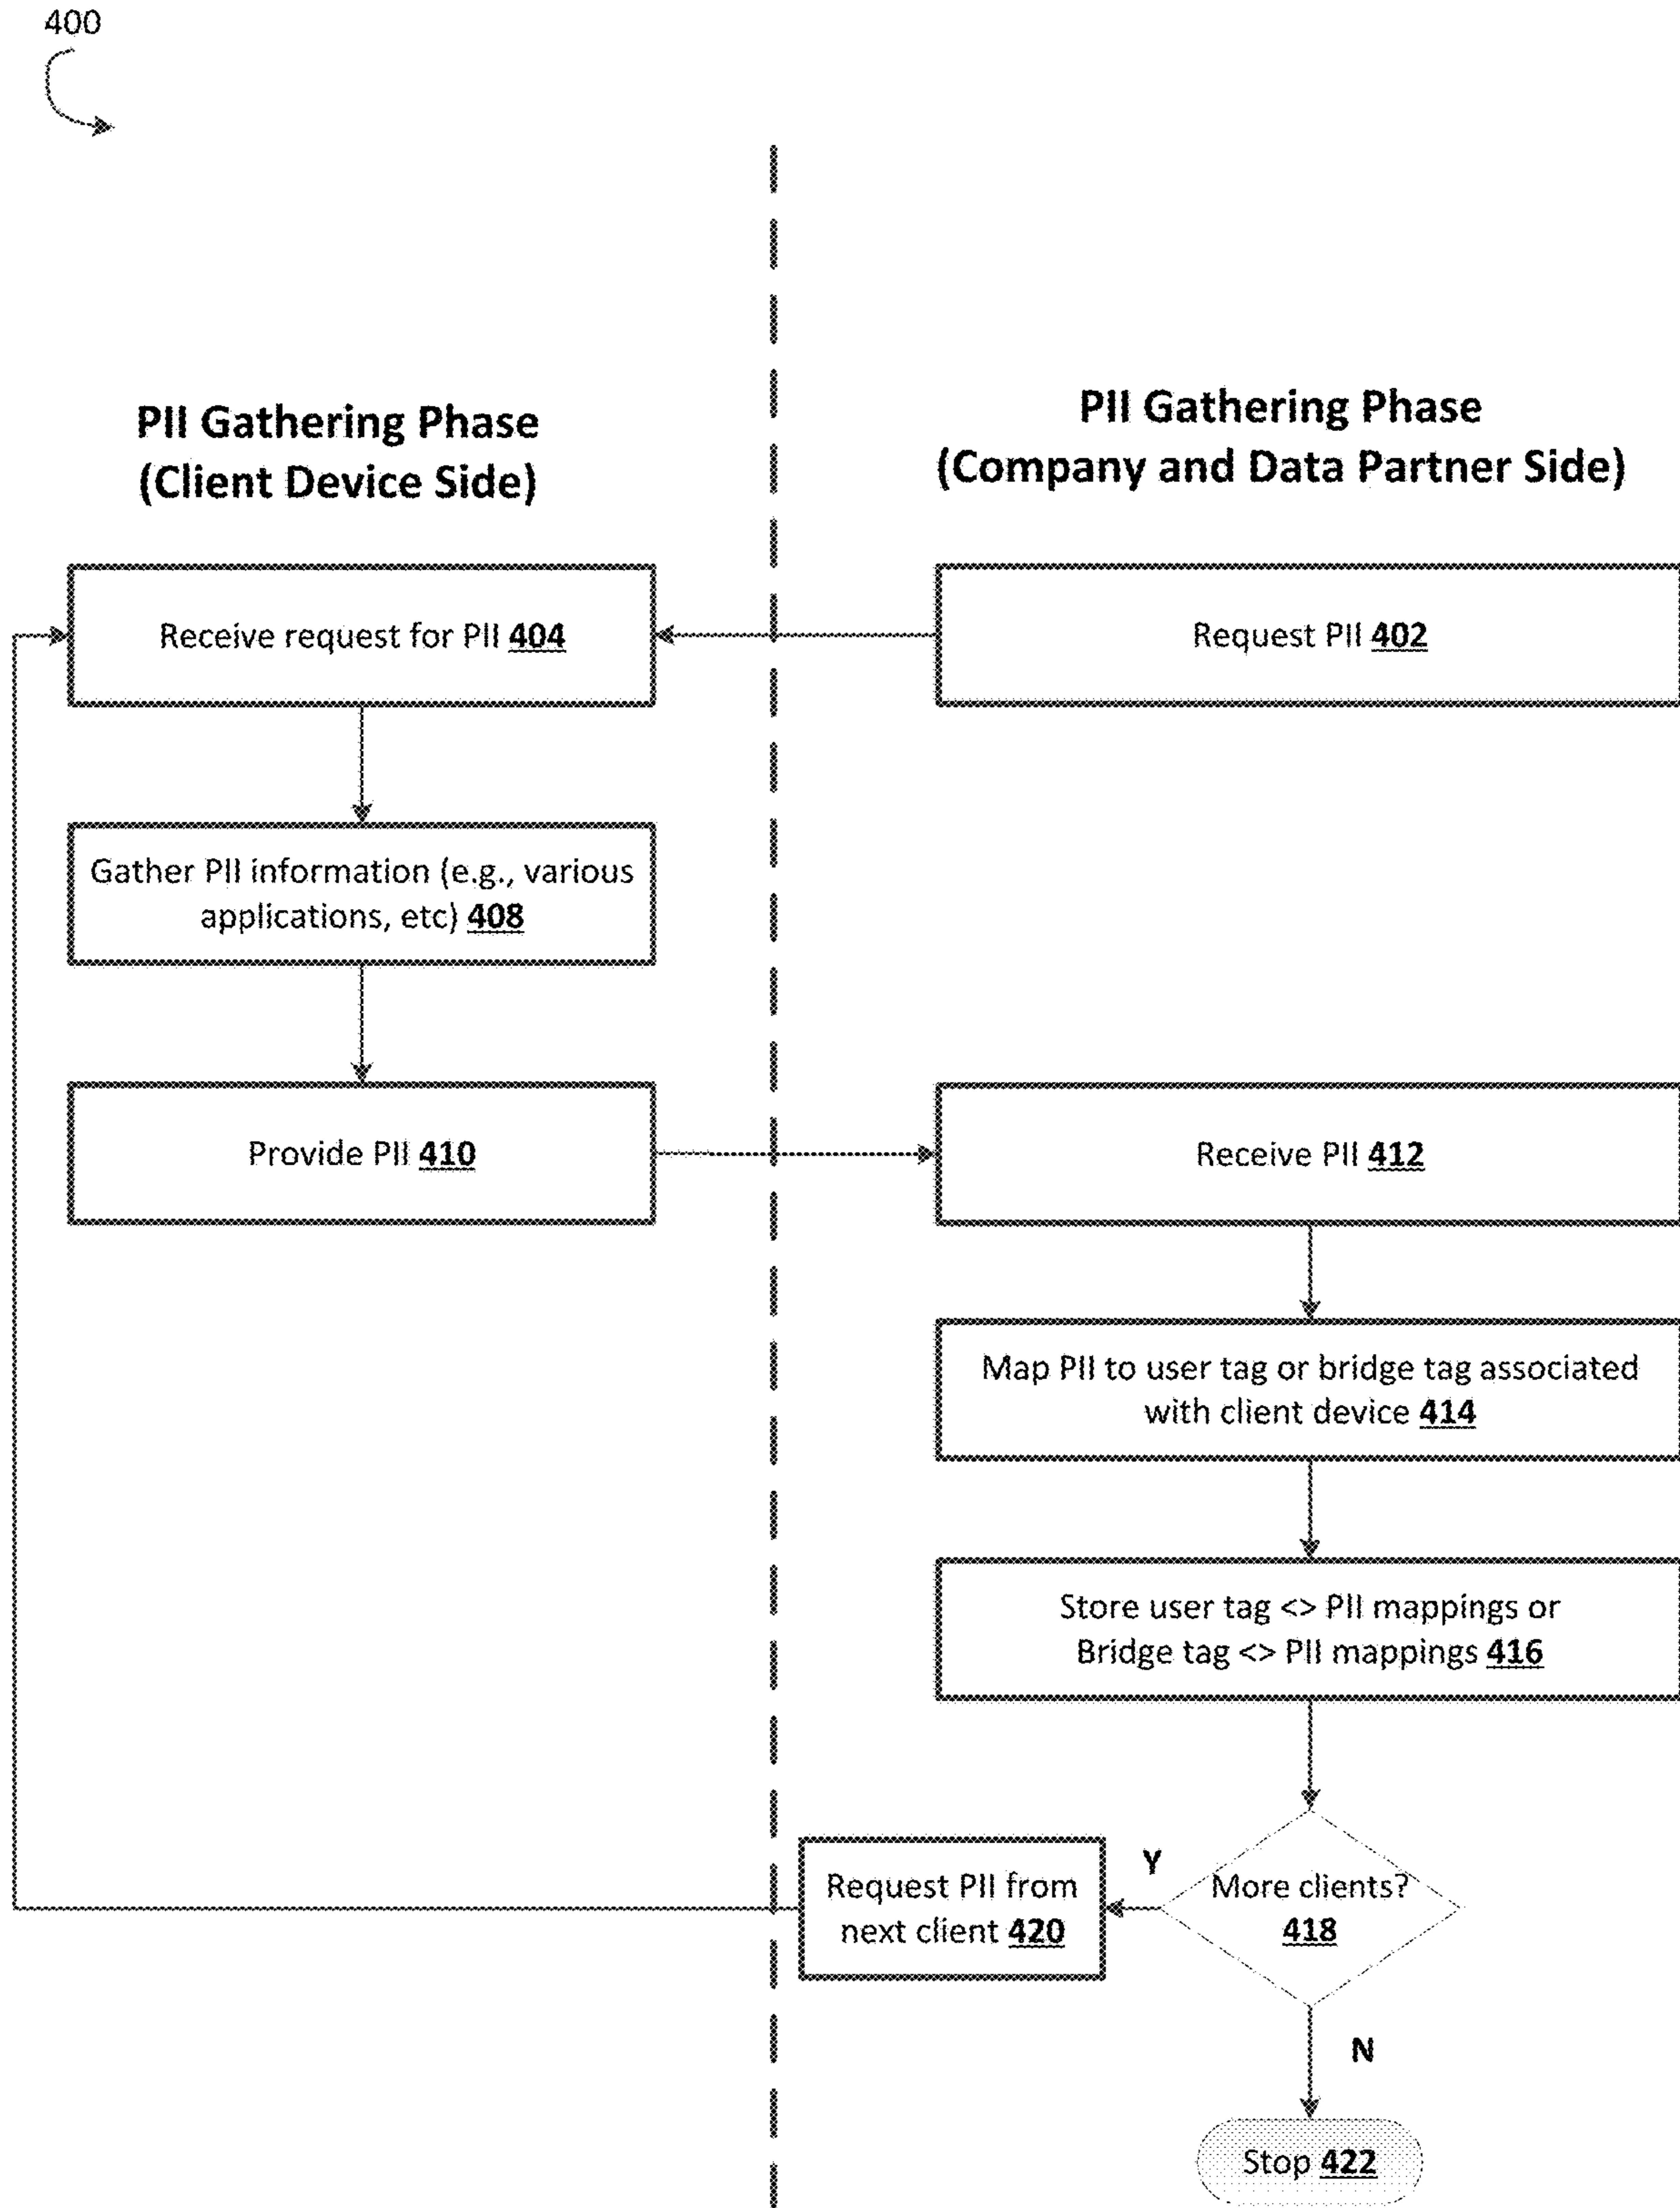 400
PII Gathering Phase
(Client Device Side)
PII Gathering Phase
(Company and Data Partner Side)
Receive request for PII 404
Request PII 402
Gather PII information (e.g., various
applications, etc) 408
Provide PII 410
Receive PII 412
Map PII to user tag or bridge tag associated
with client device 414
Store user tag <> PII mappings or
Bridge tag <> PII mappings 416
More clients?
418
Y
Request PII from
next client 420
N
Stop 422